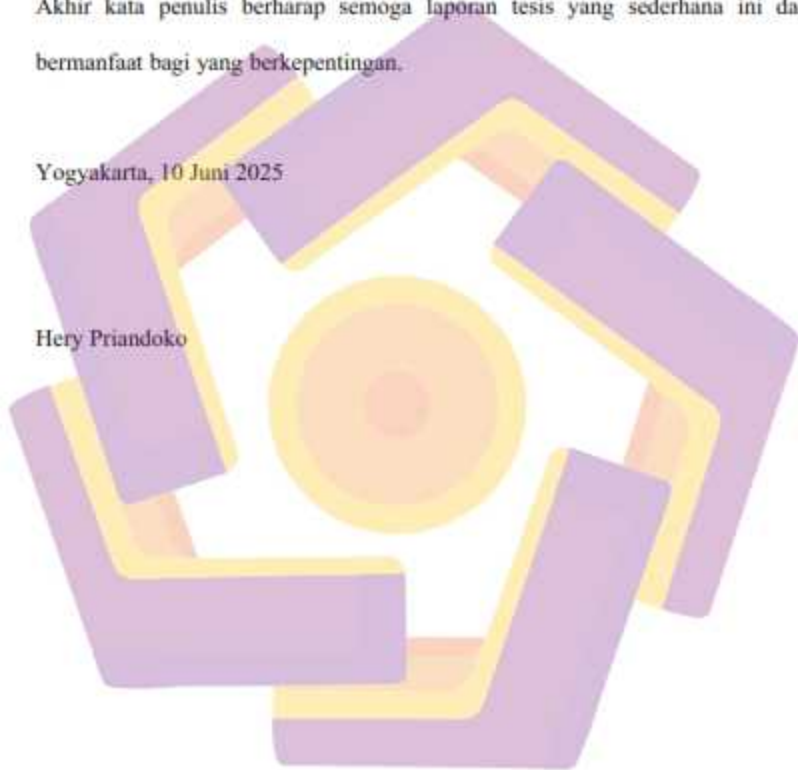 Akhir kata penulis berharap semoga laporan tesis yang sederhana ini da
bermanfaat bagi yang berkepentingan.
Yogyakarta, 10 Juni 2025
Hery Priandoko